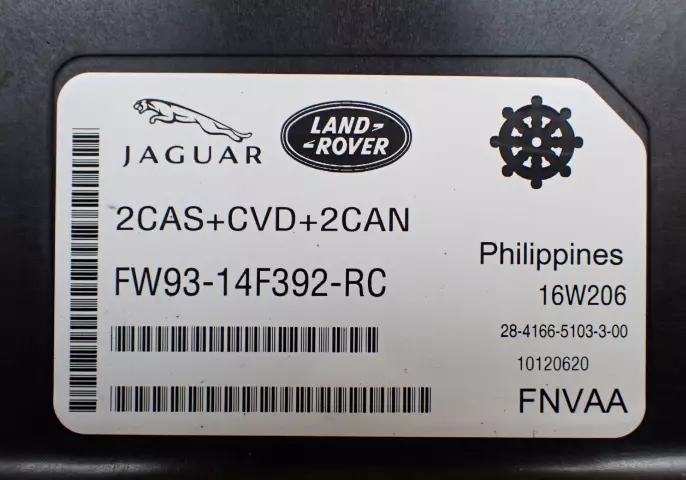 JAGUAR
LAND-
-ROVER
2CAS+CVD+2CAN
FW93-14F392-RC
Philippines
16W206
28-4166-5103-3-00
10120620
FNVAA